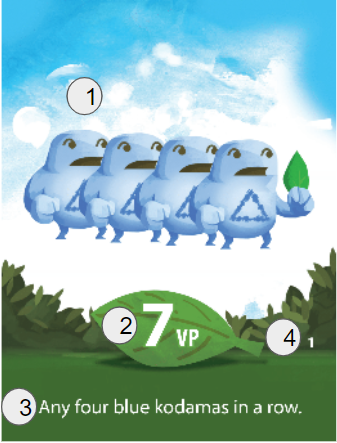 1
2 7 VP
4 1
3 Any four blue kodamas in a row.